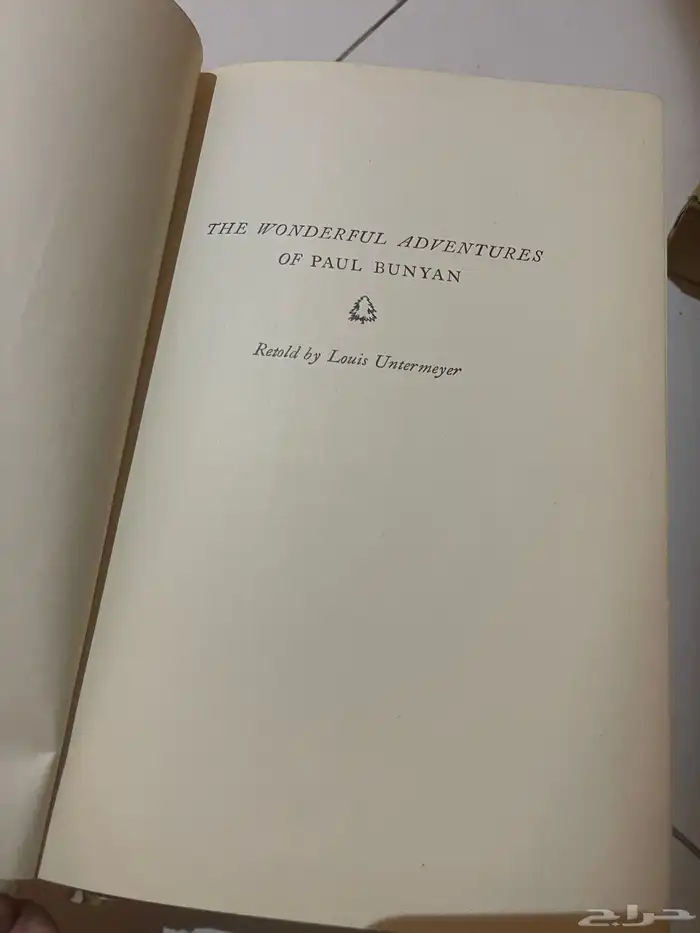 THE WONDERFUL ADVENTURES
OF PAUL BUNYAN
Retold by Louis Untermeyer
حراج